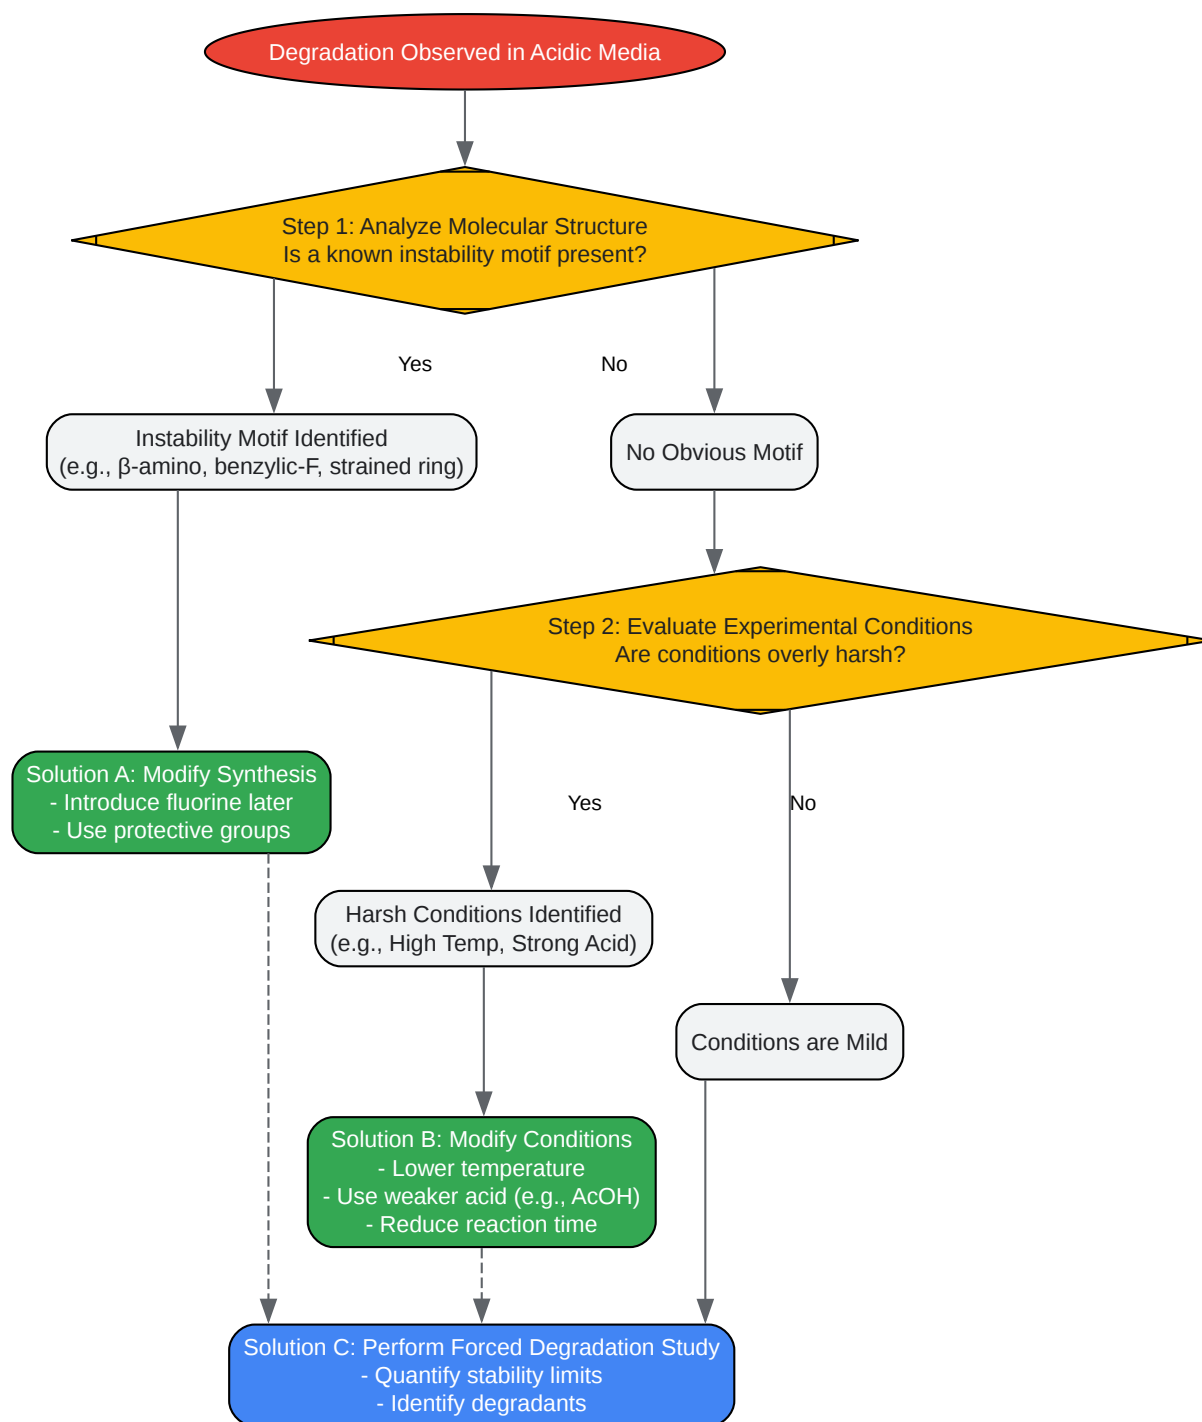 Degradation Observed in Acidic Media
Step 1: Analyze Molecular Structure
Is a known instability motif present?
Yes
No
Instability Motif Identified
(e.g., β-amino, benzylic-F, strained ring)
No Obvious Motif
Step 2: Evaluate Experimental Conditions
Are conditions overly harsh?
Solution A: Modify Synthesis
- Introduce fluorine later
- Use protective groups
Yes
No
Harsh Conditions Identified
(e.g., High Temp, Strong Acid)
Conditions are Mild
Solution B: Modify Conditions
- Lower temperature
- Use weaker acid (e.g., AcOH)
- Reduce reaction time
Solution C: Perform Forced Degradation Study
- Quantify stability limits
- Identify degradants